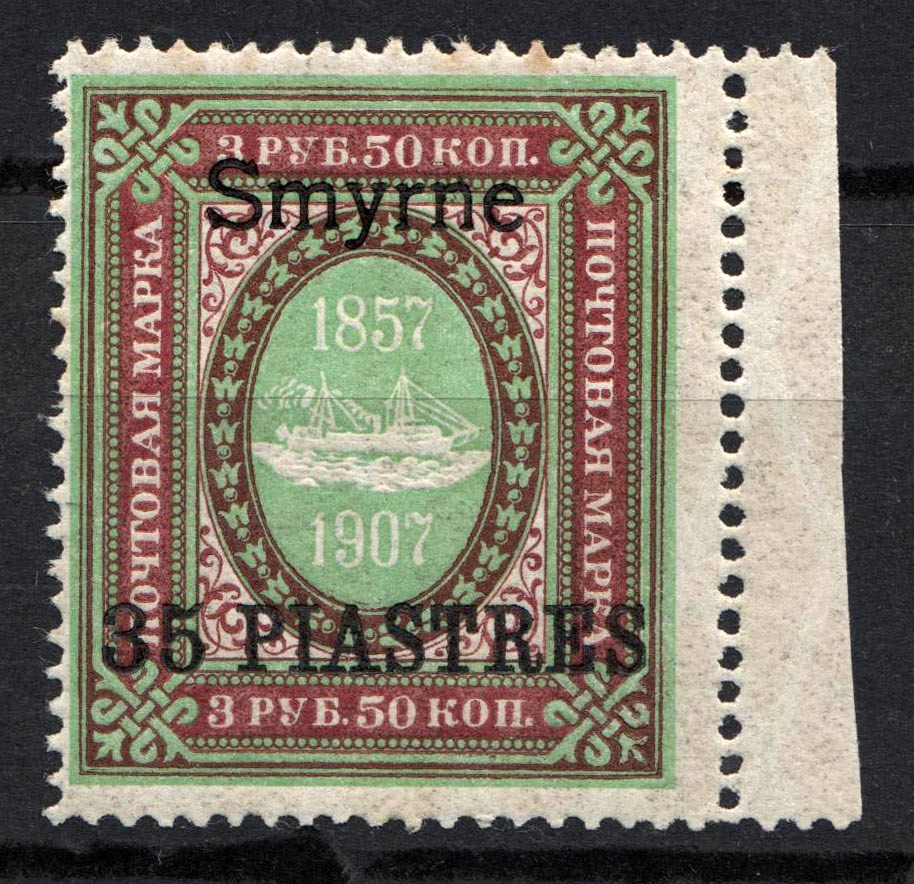 3 РУБ. 50 КОП.
Smyrne
ПОЧТОВАЯ МАРКА
ПОЧТОВАЯ МАРКА
1857
1907
35 PIASTRES
3 РУБ. 50 КОП.